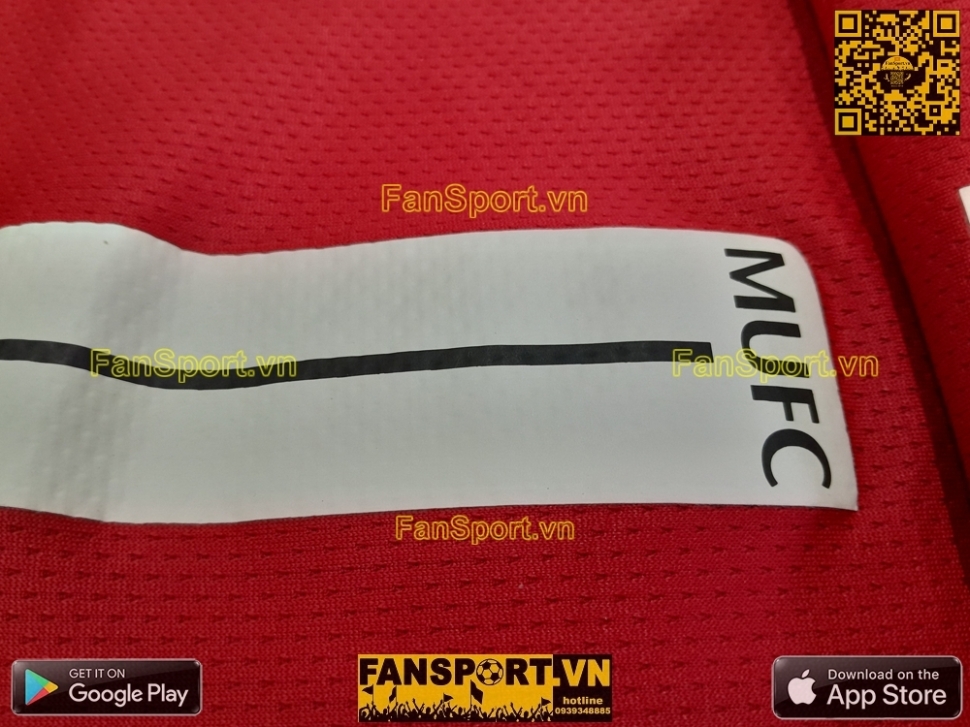 FanSport.vn
FanSport.vn
FanSport.vn
MUFC
FanSport.vn
GET IT ON
Google Play
FANSPORT.VN
hotline
0939348885
Download on the
App Store